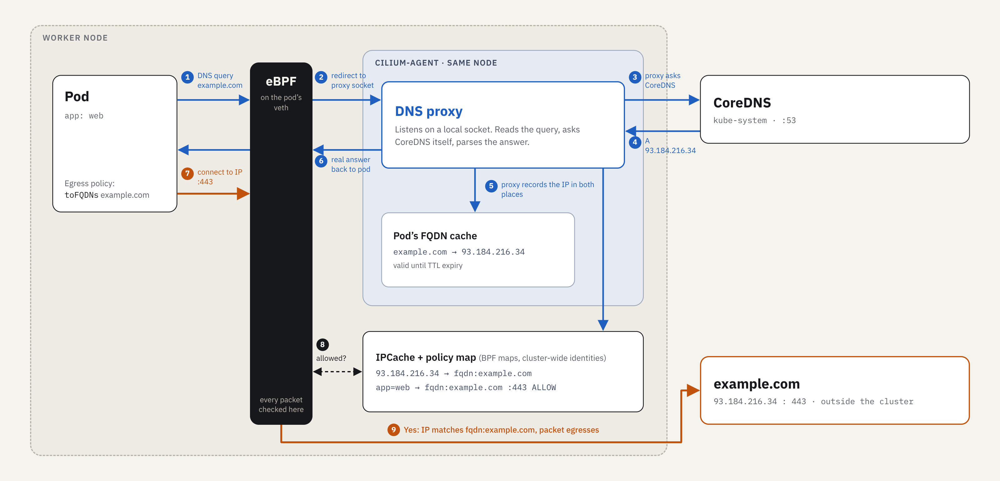 WORKER NODE
CILIUM-AGENT · SAME NODE
Pod
app: web
Egress policy:
toFQDNs example.com
1 DNS query
example.com
eBPF
on the pod’s
veth
every packet
checked here
2 redirect to
proxy socket
DNS proxy
Listens on a local socket. Reads the query, asks
CoreDNS itself, parses the answer.
3 proxy asks
CoreDNS
CoreDNS
kube-system · :53
4 A
93.184.216.34
5 proxy records the IP in both
places
Pod’s FQDN cache
example.com → 93.184.216.34
valid until TTL expiry
6 real answer
back to pod
7 connect to IP
:443
8
allowed?
IPCache + policy map (BPF maps, cluster-wide identities)
93.184.216.34 → fqdn:example.com
app=web → fqdn:example.com :443 ALLOW
9 Yes: IP matches fqdn:example.com, packet egresses
example.com
93.184.216.34 : 443 · outside the cluster